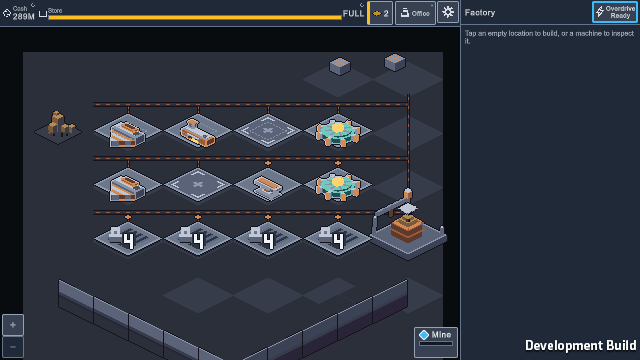 Cash
289M
Store
FULL
2
Office
Factory
Overdrive
Ready
Tap an empty location to build, or a machine to inspect
it.
4
4
4
4
+
−
Mine
Development Build